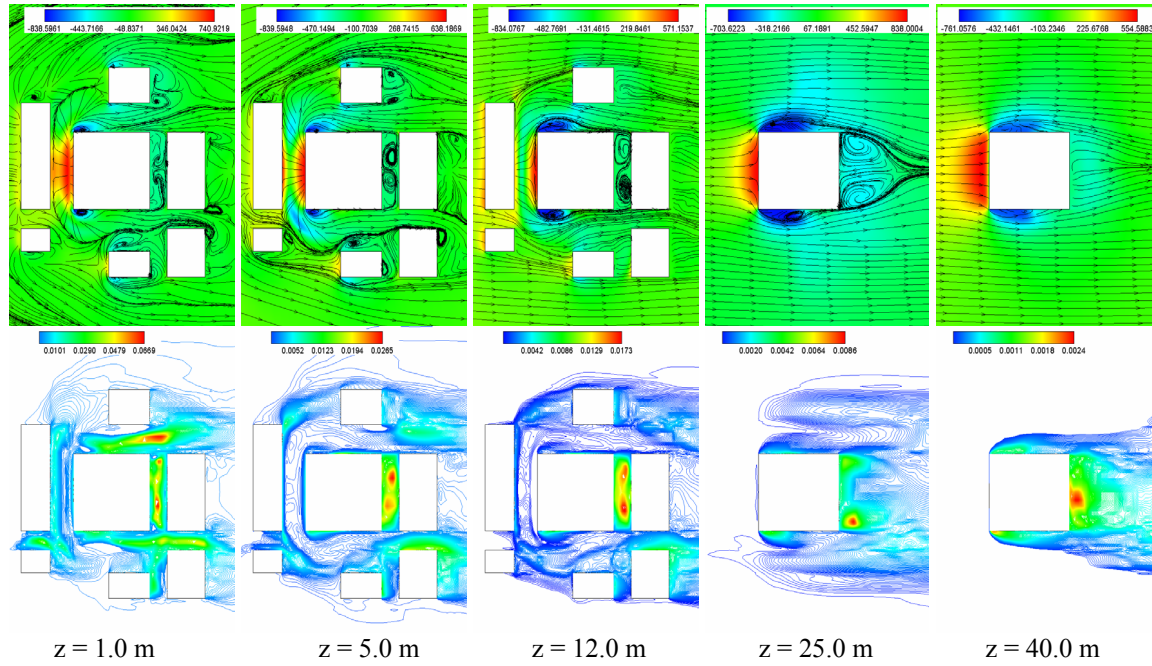 -838.5961 -443.7166 -48.8371 346.0424 740.9219
-839.5948 -470.1494 -100.7039 268.7415 638.1869
-834.0767 -482.7691 -131.4615 219.8461 571.1537
-703.6223 -318.2166 67.1891 452.5947 838.0004
-761.0576 -432.1461 -103.2346 225.6768 554.5883
0.0101 0.0290 0.0479 0.0669
0.0052 0.0123 0.0194 0.0265
0.0042 0.0086 0.0129 0.0173
0.0020 0.0042 0.0064 0.0086
0.0005 0.0011 0.0018 0.0024
z = 1.0 m
z = 5.0 m
z = 12.0 m
z = 25.0 m
z = 40.0 m